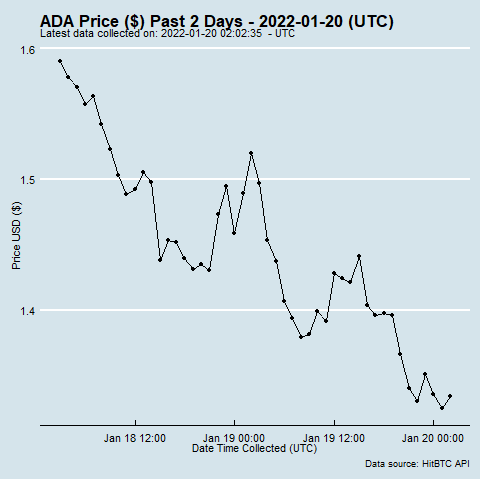 ADA Price ($) Past 2 Days - 2022-01-20 (UTC)
Latest data collected on: 2022-01-20 02:02:35  - UTC
1.6
1.5
1.4
Price USD ($)
Jan 18 12:00 Jan 19 00:00 Jan 19 12:00 Jan 20 00:00
Date Time Collected (UTC)
Data source: HitBTC API